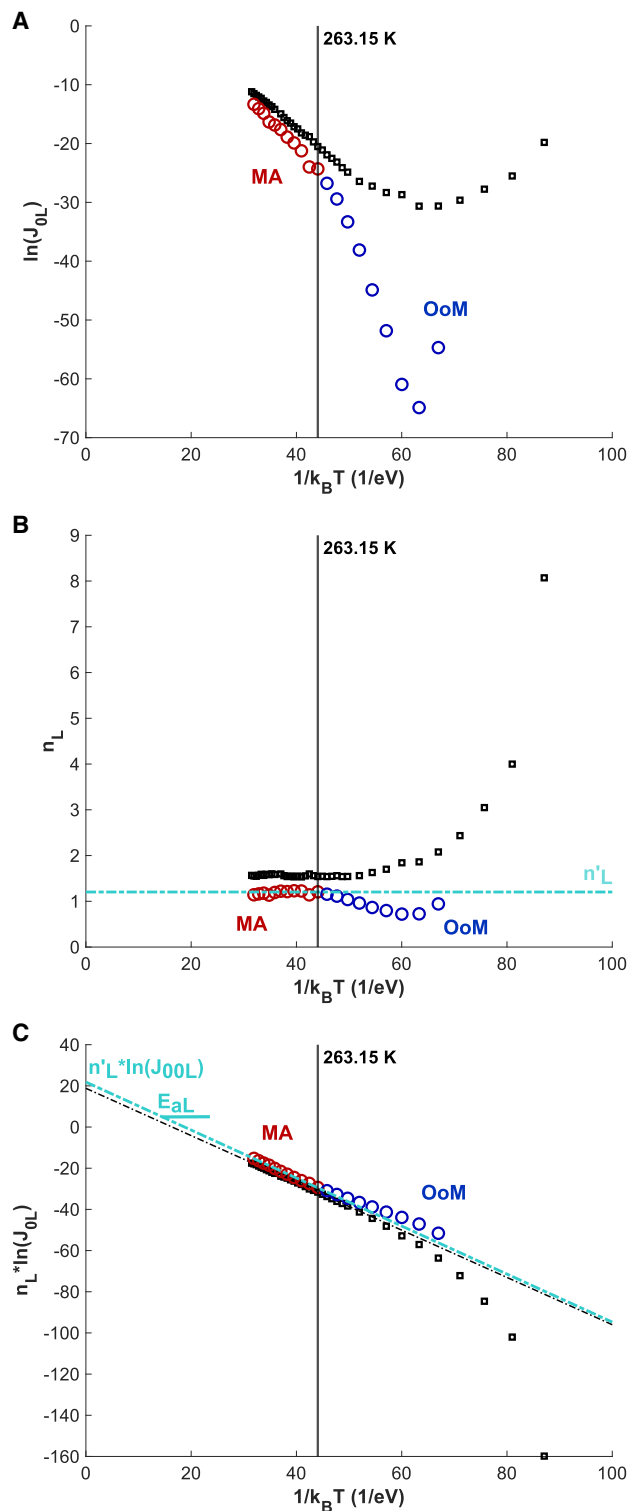 A
263.15 K
0
-10
-20
-30
-40
-50
-60
-70
ln(J0L)
MA
OoM
0 20 40 60 80 100
1/kBT (1/eV)
B
263.15 K
9
8
7
6
5
4
3
2
1
0
nL
n'L
MA
OoM
0 20 40 60 80 100
1/kBT (1/eV)
C
263.15 K
40
20
0
-20
-40
-60
-80
-100
-120
-140
-160
nL*ln(J0L)
n'L*ln(J00L)
EaL
MA
OoM
0 20 40 60 80 100
1/kBT (1/eV)